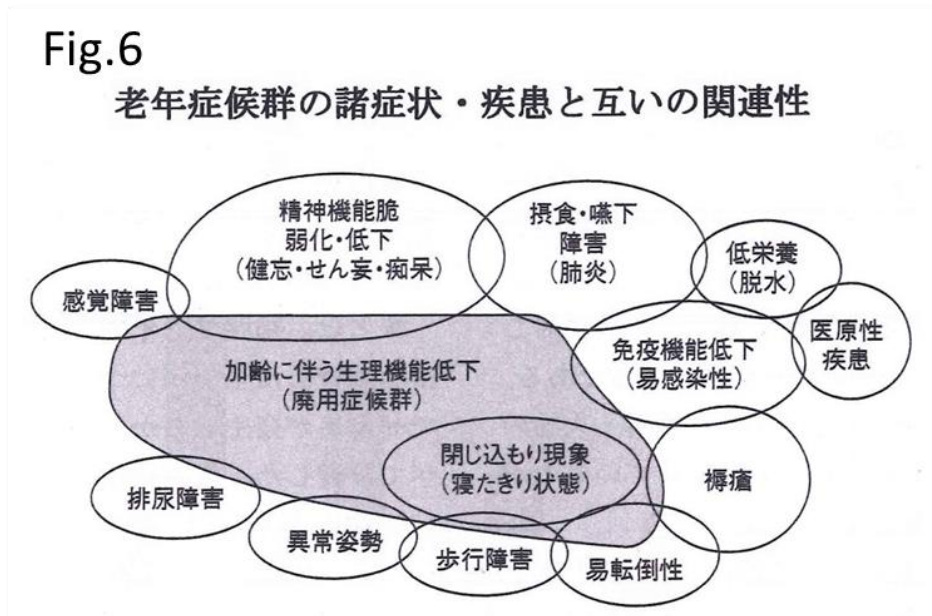 Fig.6
老年症候群の諸症状・疾患と互いの関連性
精神機能脆
弱化・低下
(健忘・せん妄・痴呆)
摂食・嚥下
障害
(肺炎)
低栄養
(脱水)
感覚障害
医原性
疾患
免疫機能低下
(易感染性)
加齢に伴う生理機能低下
(廃用症候群)
閉じ込もり現象
(寝たきり状態)
褥瘡
排尿障害
異常姿勢
歩行障害
易転倒性